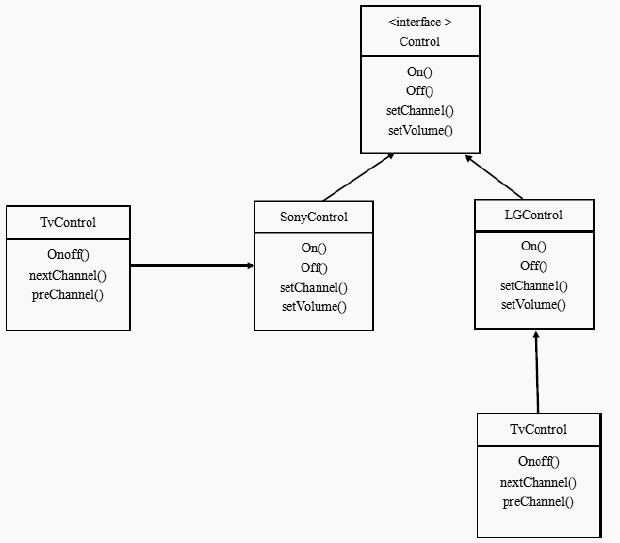 <interface >
Control
On()
Off()
setChannel()
setVolume()
TvControl
Onoff()
nextChannel()
preChannel()
SonyControl
On()
Off()
setChannel()
setVolume()
LGControl
On()
Off()
setChannel()
setVolume()
TvControl
Onoff()
nextChannel()
preChannel()